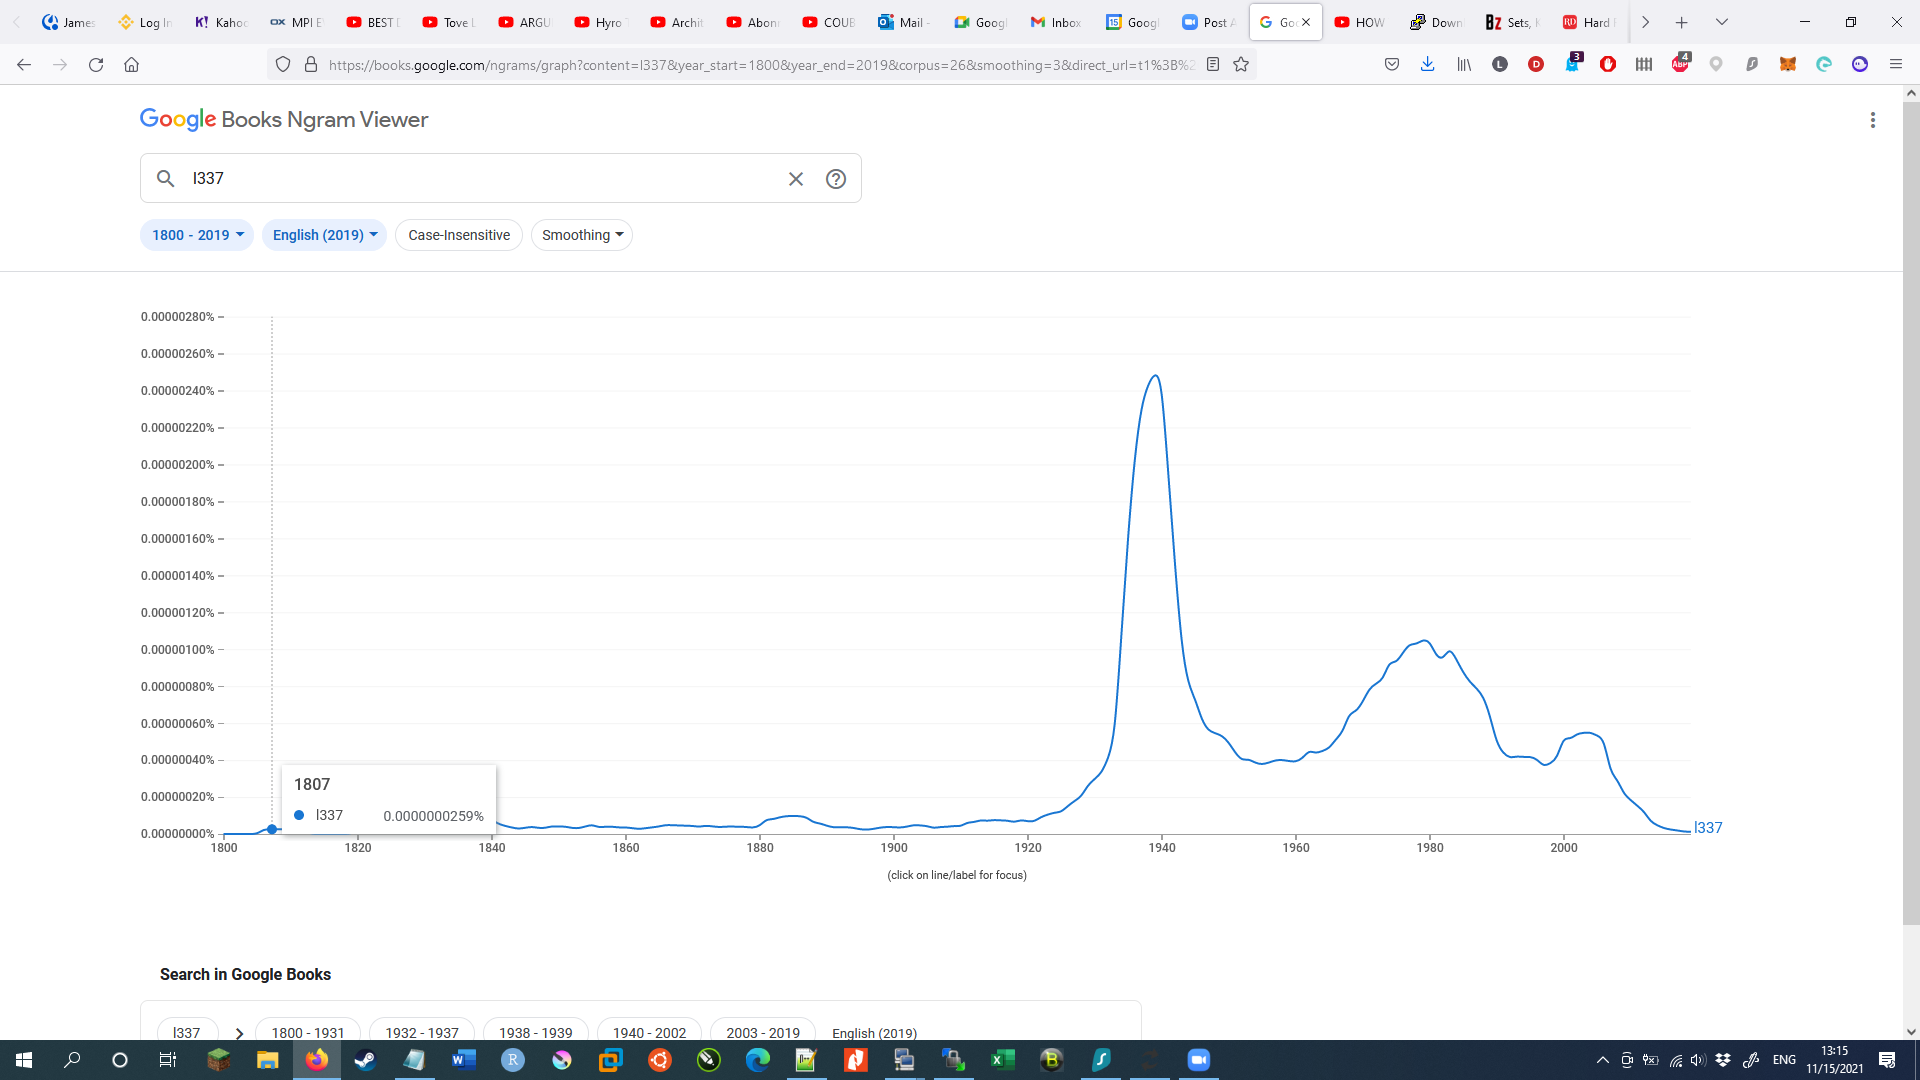 James
Log In
Kahoo
MPI E
BEST
Tove L
ARGU
Hyro
Archit
Abon
COUB
Mail -
Googl
Inbox
Googl
Post A
Goo
HOW
Down
Sets,
Hard
https://books.google.com/ngrams/graph?content=l337&year_start=1800&year_end=2019&corpus=26&smoothing=3&direct_url=t1%3B%2
3
4
Google Books Ngram Viewer
l337
1800 - 2019
English (2019)
Case-Insensitive
Smoothing
0.00000280%
0.00000260%
0.00000240%
0.00000220%
0.00000200%
0.00000180%
0.00000160%
0.00000140%
0.00000120%
0.00000100%
0.00000080%
0.00000060%
0.00000040%
0.00000020%
0.00000000%
1807
l337 0.0000000259%
l337
1800 1820 1840 1860 1880 1900 1920 1940 1960 1980 2000
(click on line/label for focus)
Search in Google Books
l337 1800 - 1931 1932 - 1937 1938 - 1939 1940 - 2002 2003 - 2019 English (2019)
ENG
13:15
11/15/2021